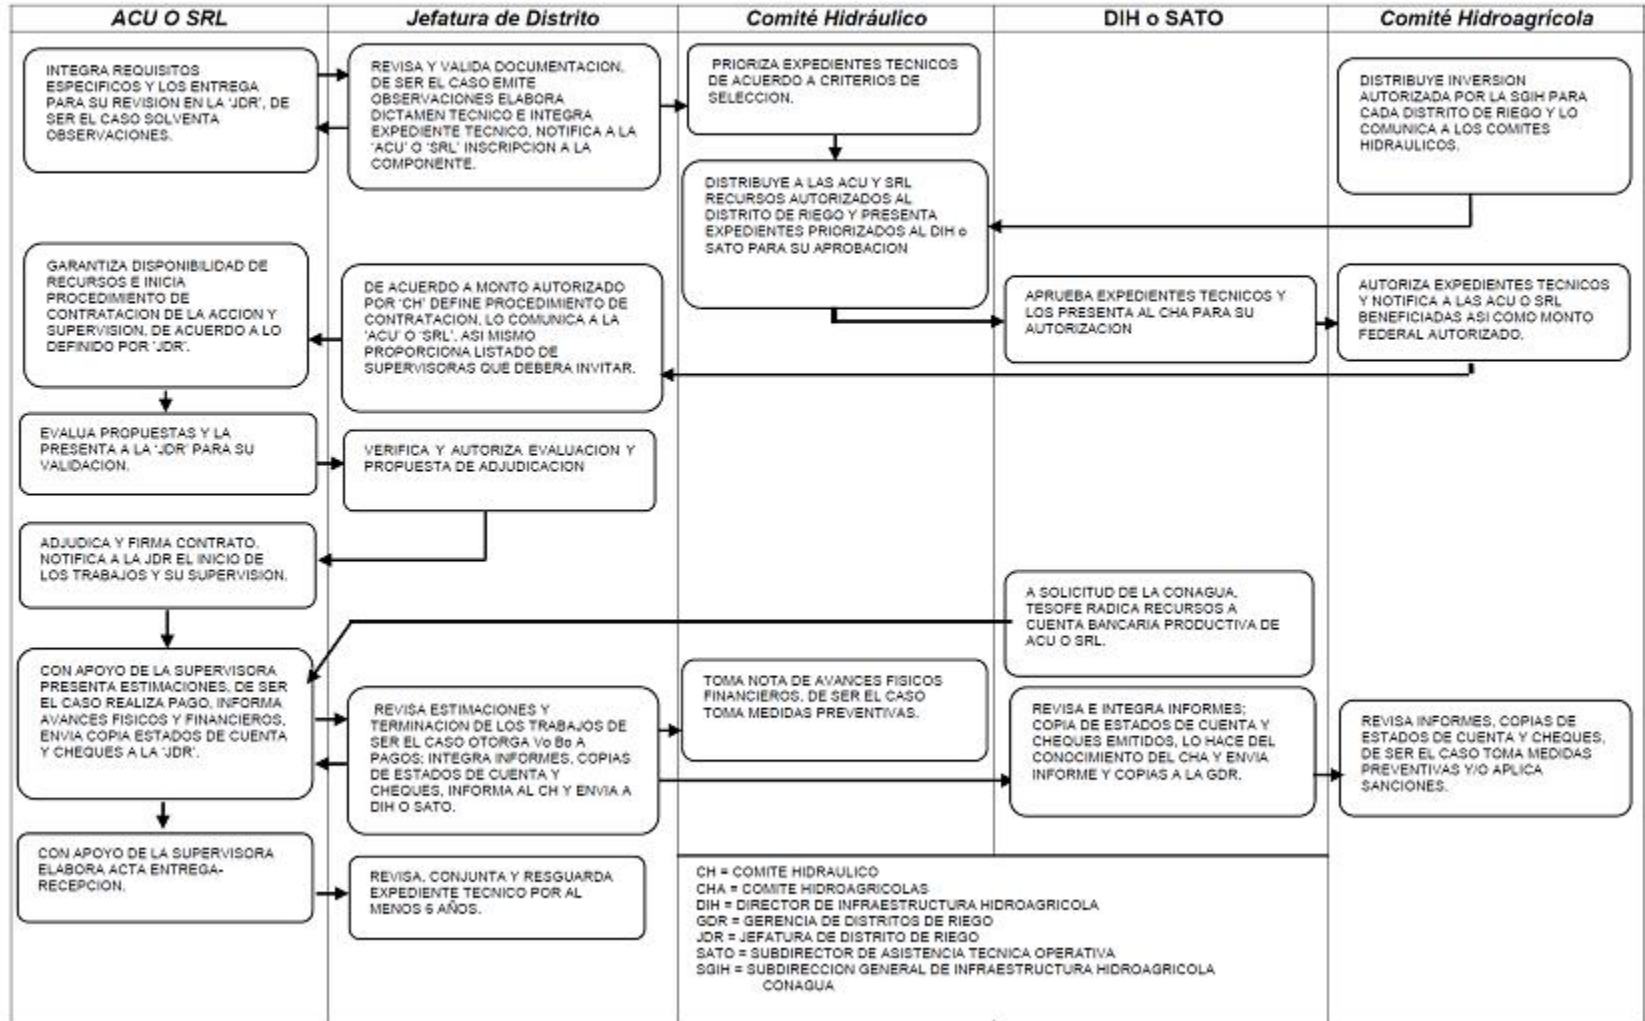 ACU O SRL
Jefatura de Distrito
Comité Hidráulico
DIH o SATO
Comité Hidroagrícola
INTEGRA REQUISITOS
ESPECIFICOS Y LOS ENTREGA
PARA SU REVISION EN LA 'JDR', DE
SER EL CASO SOLVENTA
OBSERVACIONES.
REVISA Y VALIDA DOCUMENTACION,
DE SER EL CASO EMITE
OBSERVACIONES ELABORA
DICTAMEN TECNICO E INTEGRA
EXPEDIENTE TECNICO, NOTIFICA A LA
'ACU' O 'SRL' INSCRIPCION A LA
COMPONENTE.
PRIORIZA EXPEDIENTES TECNICOS
DE ACUERDO A CRITERIOS DE
SELECCION.
DISTRIBUYE INVERSION
AUTORIZADA POR LA SGIH PARA
CADA DISTRITO DE RIEGO Y LO
COMUNICA A LOS COMITES
HIDRAULICOS.
DISTRIBUYE A LAS ACU Y SRL
RECURSOS AUTORIZADOS AL
DISTRITO DE RIEGO Y PRESENTA
EXPEDIENTES PRIORIZADOS AL DIH o
SATO PARA SU APROBACION
GARANTIZA DISPONIBILIDAD DE
RECURSOS E INICIA
PROCEDIMIENTO DE
CONTRATACION DE LA ACCION Y
SUPERVISION, DE ACUERDO A LO
DEFINIDO POR 'JDR'.
DE ACUERDO A MONTO AUTORIZADO
POR 'CH' DEFINE PROCEDIMIENTO DE
CONTRATACION, LO COMUNICA A LA
'ACU' O 'SRL'. ASI MISMO
PROPORCIONA LISTADO DE
SUPERVISORAS QUE DEBERA INVITAR.
APRUEBA EXPEDIENTES TECNICOS Y
LOS PRESENTA AL CHA PARA SU
AUTORIZACION
AUTORIZA EXPEDIENTES TECNICOS
Y NOTIFICA A LAS ACU O SRL
BENEFICIADAS ASI COMO MONTO
FEDERAL AUTORIZADO.
EVALUA PROPUESTAS Y LA
PRESENTA A LA 'JDR' PARA SU
VALIDACION.
VERIFICA Y AUTORIZA EVALUACION Y
PROPUESTA DE ADJUDICACION
ADJUDICA Y FIRMA CONTRATO.
NOTIFICA A LA JDR EL INICIO DE
LOS TRABAJOS Y SU SUPERVISION.
A SOLICITUD DE LA CONAGUA,
TESOFE RADICA RECURSOS A
CUENTA BANCARIA PRODUCTIVA DE
ACU O SRL.
CON APOYO DE LA SUPERVISORA
PRESENTA ESTIMACIONES, DE SER
EL CASO REALIZA PAGO, INFORMA
AVANCES FISICOS Y FINANCIEROS,
ENVIA COPIA ESTADOS DE CUENTA
Y CHEQUES A LA 'JDR'.
REVISA ESTIMACIONES Y
TERMINACION DE LOS TRABAJOS DE
SER EL CASO OTORGA Vo Bo A
PAGOS; INTEGRA INFORMES, COPIAS
DE ESTADOS DE CUENTA Y
CHEQUES, INFORMA AL CH Y ENVIA A
DIH O SATO.
TOMA NOTA DE AVANCES FISICOS
FINANCIEROS, DE SER EL CASO
TOMA MEDIDAS PREVENTIVAS.
REVISA E INTEGRA INFORMES;
COPIA DE ESTADOS DE CUENTA Y
CHEQUES EMITIDOS, LO HACE DEL
CONOCIMIENTO DEL CHA Y ENVIA
INFORME Y COPIAS A LA GDR.
REVISA INFORMES, COPIAS DE
ESTADOS DE CUENTA Y CHEQUES,
DE SER EL CASO TOMA MEDIDAS
PREVENTIVAS Y/O APLICA
SANCIONES.
CON APOYO DE LA SUPERVISORA
ELABORA ACTA ENTREGA-
RECEPCION.
REVISA, CONJUNTA Y RESGUARDA
EXPEDIENTE TECNICO POR AL
MENOS 6 AÑOS.
CH = COMITE HIDRAULICO
CHA = COMITE HIDROAGRICOLAS
DIH = DIRECTOR DE INFRAESTRUCTURA HIDROAGRICOLA
GDR = GERENCIA DE DISTRITOS DE RIEGO
JDR = JEFATURA DE DISTRITO DE RIEGO
SATO = SUBDIRECTOR DE ASISTENCIA TECNICA OPERATIVA
SGIH = SUBDIRECCION GENERAL DE INFRAESTRUCTURA HIDROAGRICOLA
CONAGUA